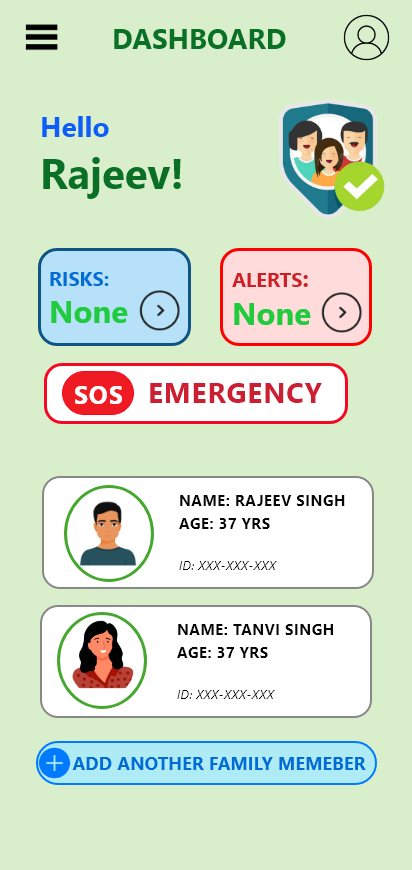 DASHBOARD
Hello
Rajeev!
RISKS:
None
ALERTS:
None
SOS EMERGENCY
NAME: RAJEEV SINGH
AGE: 37 YRS
ID: XXX-XXX-XXX
NAME: TANVI SINGH
AGE: 37 YRS
ID: XXX-XXX-XXX
ADD ANOTHER FAMILY MEMEBER